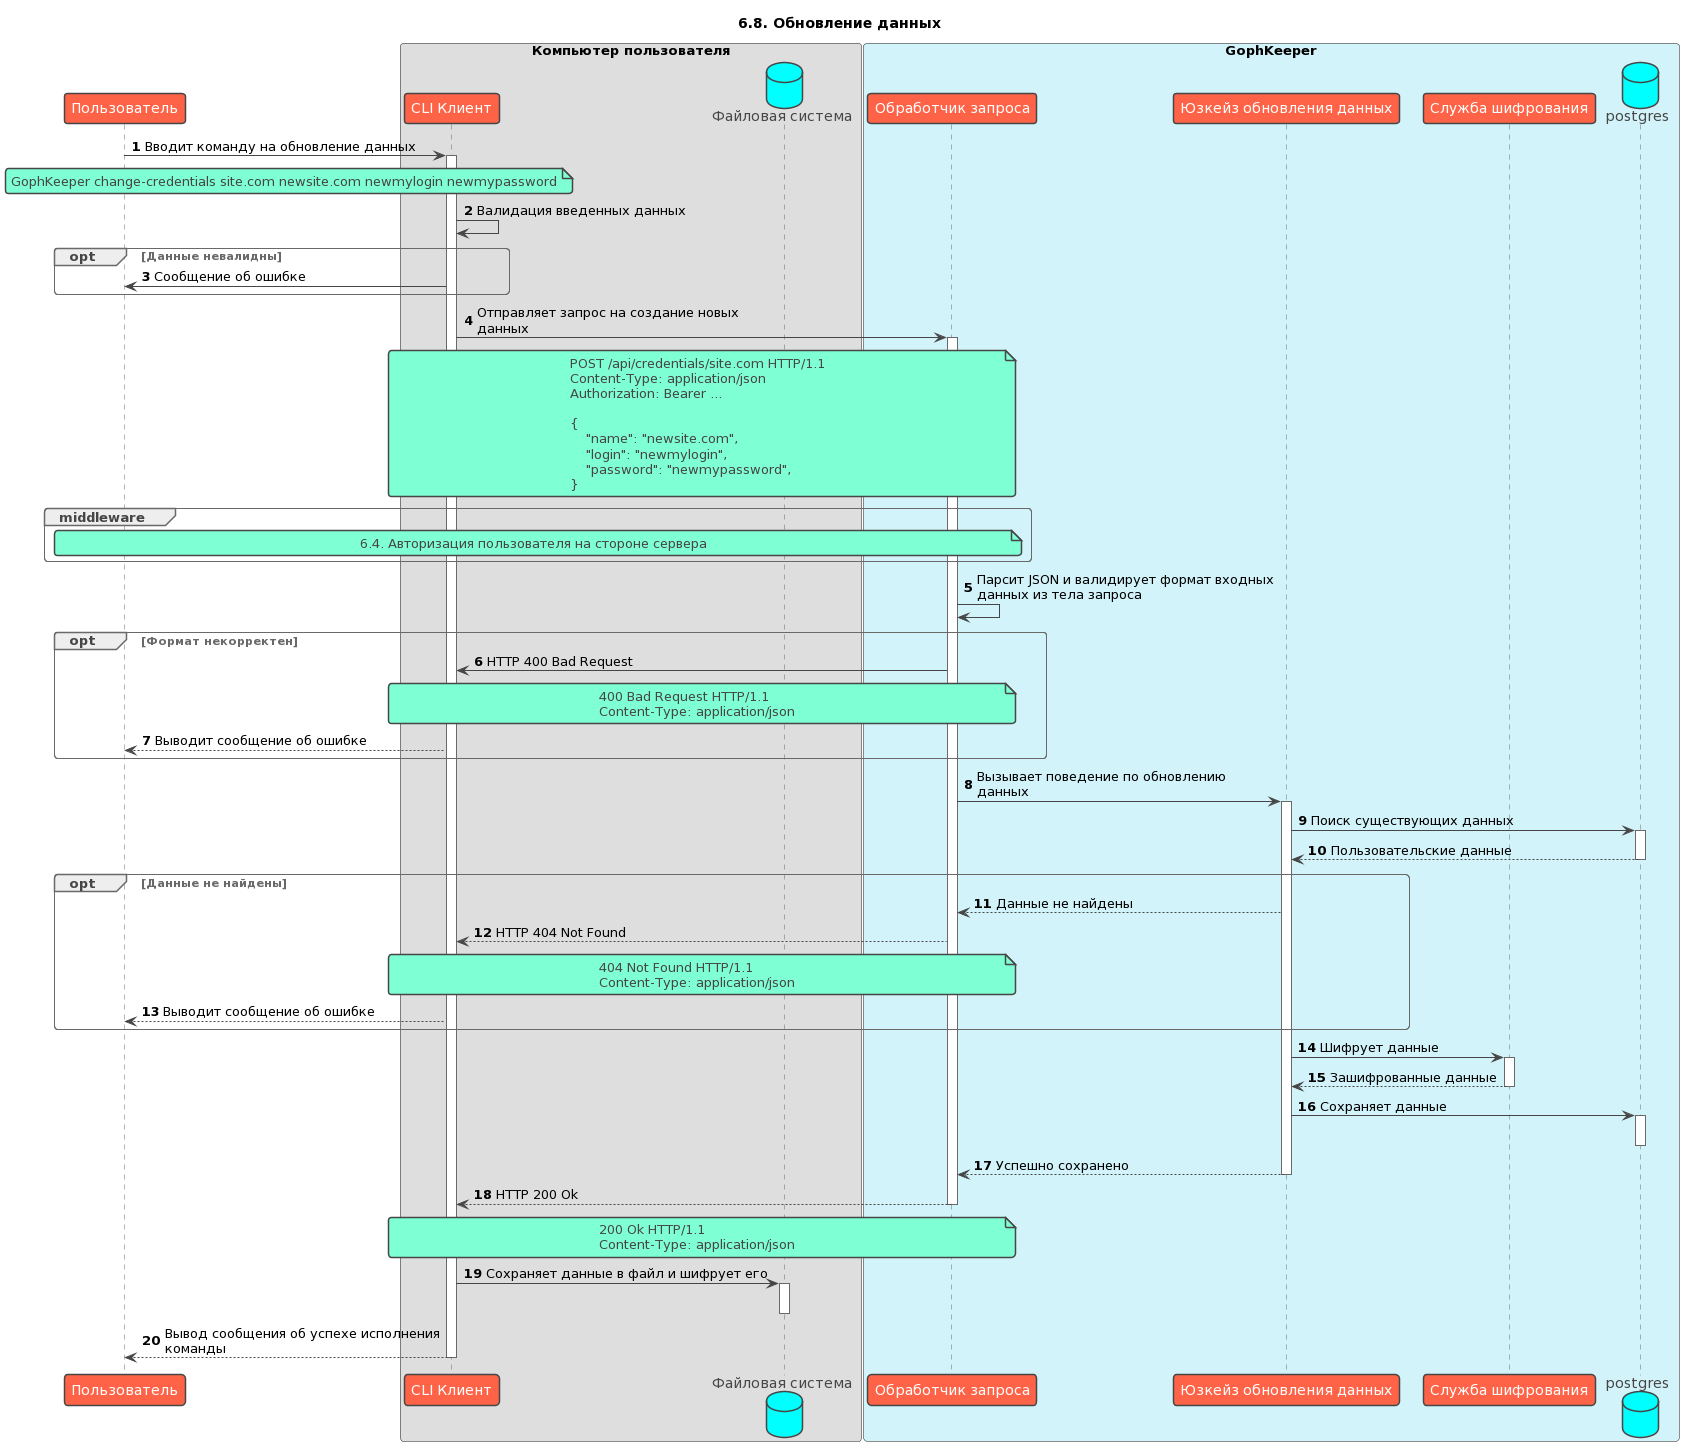 6.8. Обновление данных
Компьютер пользователя
GophKeeper
Пользователь
CLI Клиент
Файловая система
Обработчик запроса
Юзкейз обновления данных
Служба шифрования
postgres
1 Вводит команду на обновление данных
GophKeeper change-credentials site.com newsite.com newmylogin newmypassword
2 Валидация введенных данных
opt [Данные невалидны]
3 Сообщение об ошибке
4 Отправляет запрос на создание новых
данных
POST /api/credentials/site.com HTTP/1.1
Content-Type: application/json
Authorization: Bearer ...
{
"name": "newsite.com",
"login": "newmylogin",
"password": "newmypassword",
}
middleware
6.4. Авторизация пользователя на стороне сервера
5 Парсит JSON и валидирует формат входных
данных из тела запроса
opt [Формат некорректен]
6 HTTP 400 Bad Request
400 Bad Request HTTP/1.1
Content-Type: application/json
7 Выводит сообщение об ошибке
8 Вызывает поведение по обновлению
данных
9 Поиск существующих данных
10 Пользовательские данные
opt [Данные не найдены]
11 Данные не найдены
12 HTTP 404 Not Found
404 Not Found HTTP/1.1
Content-Type: application/json
13 Выводит сообщение об ошибке
14 Шифрует данные
15 Зашифрованные данные
16 Сохраняет данные
17 Успешно сохранено
18 HTTP 200 Ok
200 Ok HTTP/1.1
Content-Type: application/json
19 Сохраняет данные в файл и шифрует его
20 Вывод сообщения об успехе исполнения
команды
Пользователь
CLI Клиент
Файловая система
Обработчик запроса
Юзкейз обновления данных
Служба шифрования
postgres